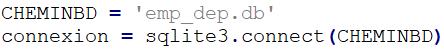 CHEMINBD = 'emp_dep.db'
connexion = sqlite3.connect(CHEMINBD)